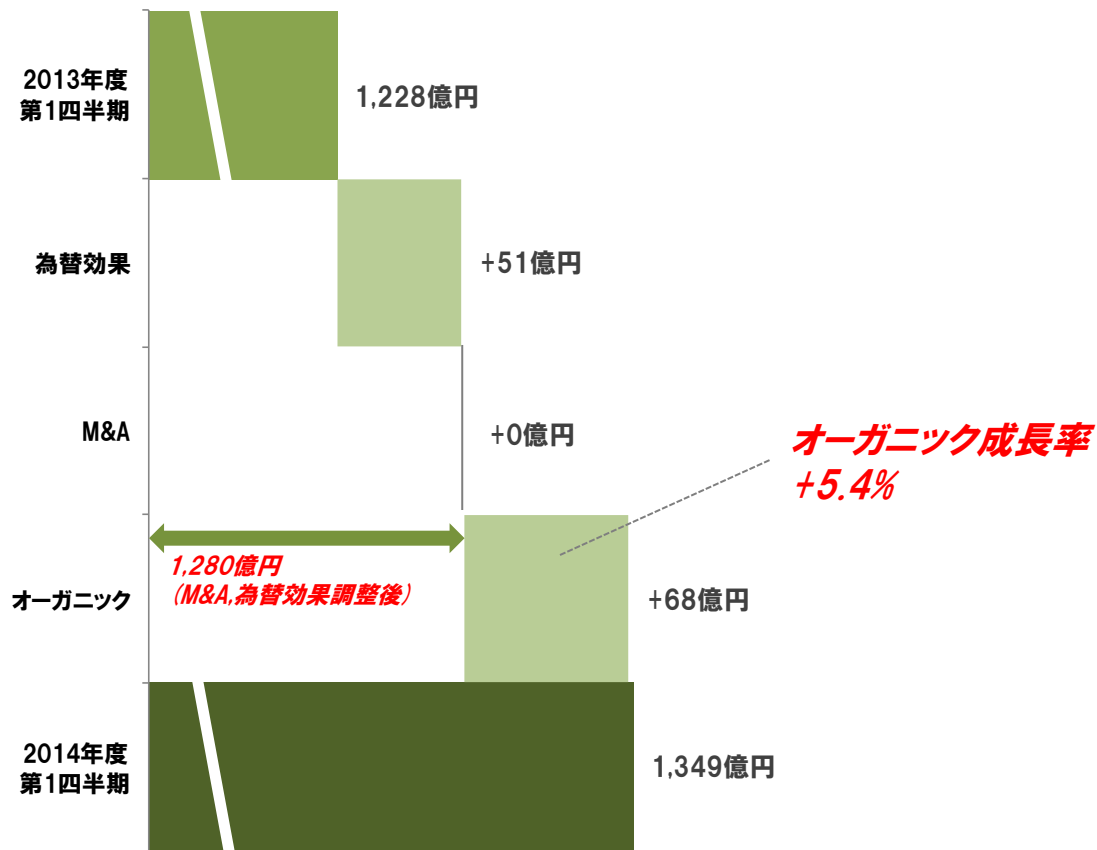 2013年度
第1四半期
1,228億円
為替効果
+51億円
M&A
+0億円
オーガニック成長率
+5.4%
1,280億円
(M&A,為替効果調整後)
オーガニック
+68億円
2014年度
第1四半期
1,349億円